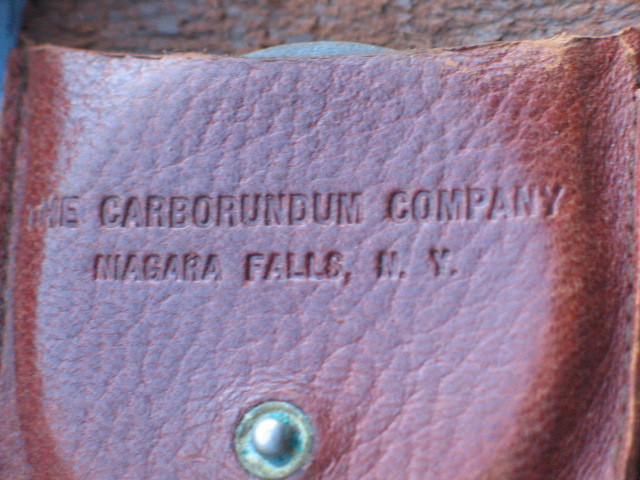 THE CARBORUNDUM COMPANY
NIAGARA FALLS, N. Y.